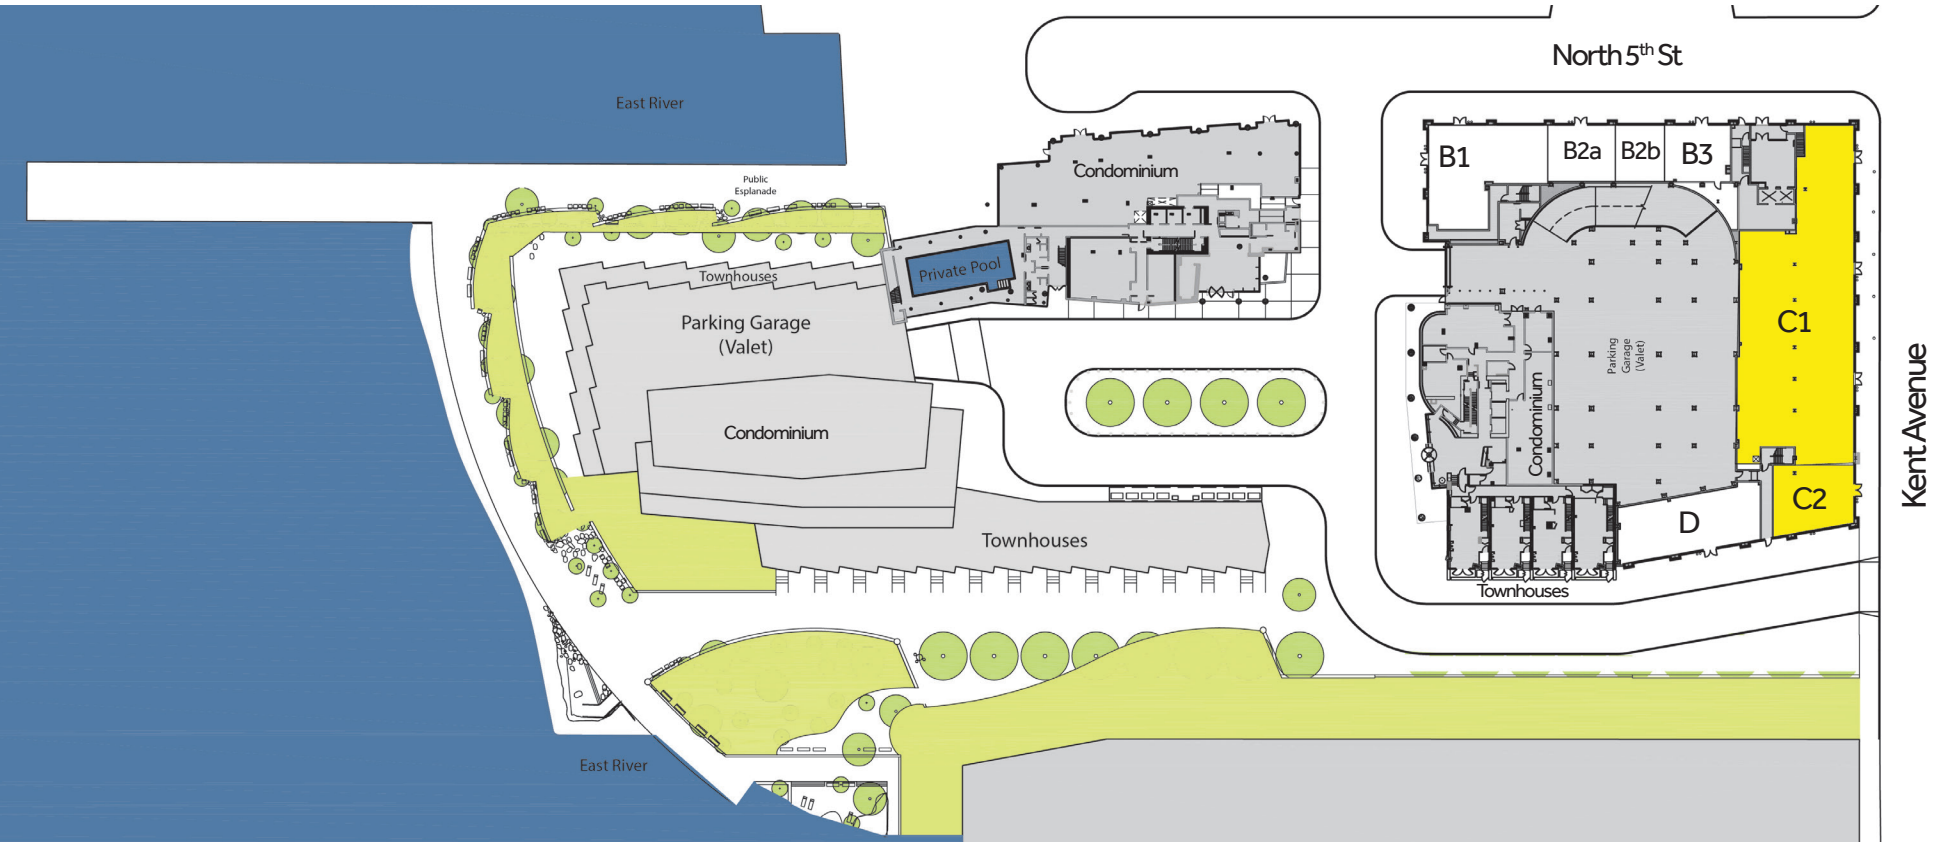 North 5th St
East River
Public
Esplanade
Condominium
B1
B2a
B2b
B3
Private Pool
Townhouses
Parking Garage
(Valet)
C1
Parking
Garage
(Valet)
Kent Avenue
Condominium
Condominium
C2
D
Townhouses
Townhouses
East River